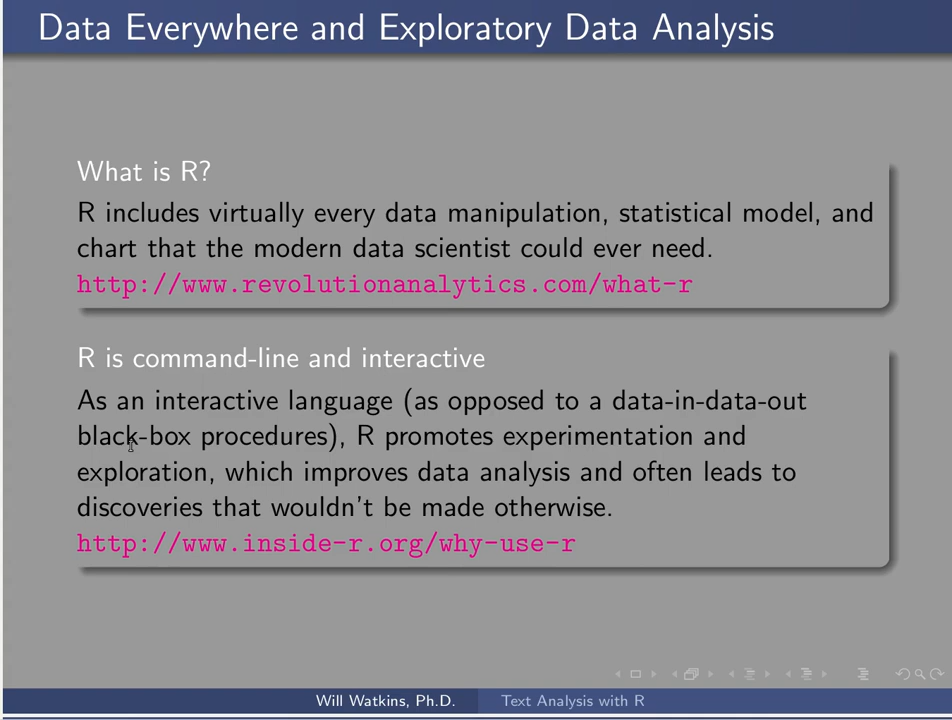 Data Everywhere and Exploratory Data Analysis
What is R?
R includes virtually every data manipulation, statistical model, and
chart that the modern data scientist could ever need.
http://www.revolutionanalytics.com/what-r
R is command-line and interactive
As an interactive language (as opposed to a data-in-data-out
black-box procedures), R promotes experimentation and
exploration, which improves data analysis and often leads to
discoveries that wouldn't be made otherwise.
http://www.inside-r.org/why-use-r
Will Watkins, Ph.D. Text Analysis with R